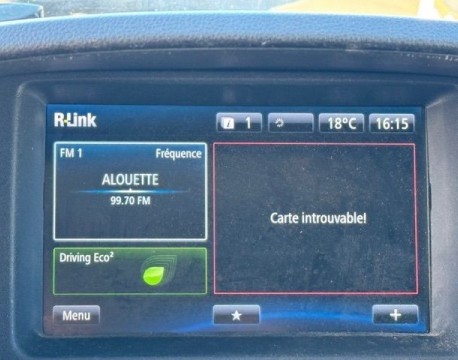 R-Link
1
18°C
16:15
FM 1
Fréquence
ALOUETTE
99.70 FM
Carte introuvable!
Driving Eco²
Menu
+